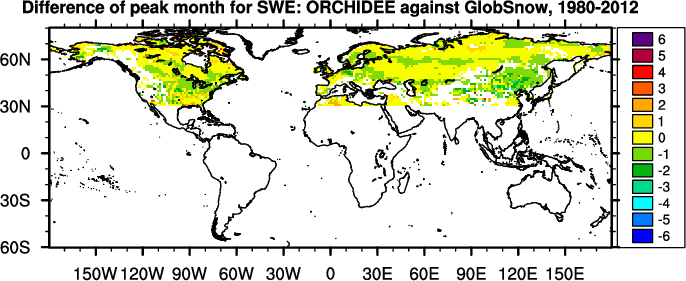 Difference of peak month for SWE: ORCHIDEE against GlobSnow, 1980-2012
60N
30N
0
30S
60S
150W 120W 90W 60W 30W 0 30E 60E 90E 120E 150E
6
5
4
3
2
1
0
-1
-2
-3
-4
-5
-6